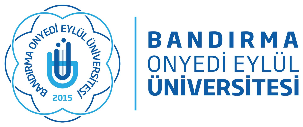 BANDIRMA ONYEDİ EYLÜL ÜNİVERSİTESİ
2015
BANDIRMA
ONYEDİ EYLÜL
ÜNİVERSİTESİ